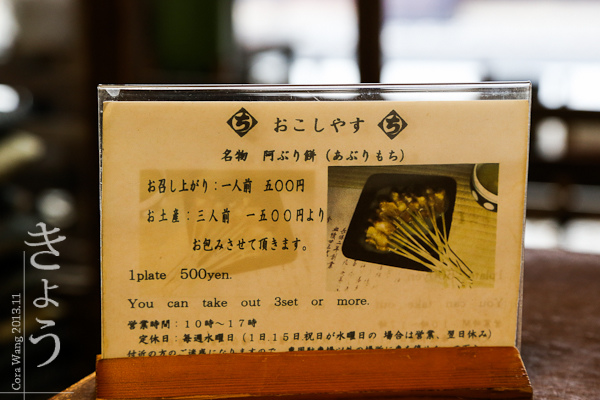 ち おこしやす ち
名物 阿ぶり餅（あぶりもち）
お召し上がり：一人前 五〇〇円
お土産：三人前 一五〇〇円より
お包みさせて頂きます。
1plate 500yen.
You can take out 3set or more.
営業時間：10時～17時
定休日：毎週水曜日（1日.15日祝日が水曜日の 場合は営業、翌日休み）
きょう
Cora Wang 2013.11